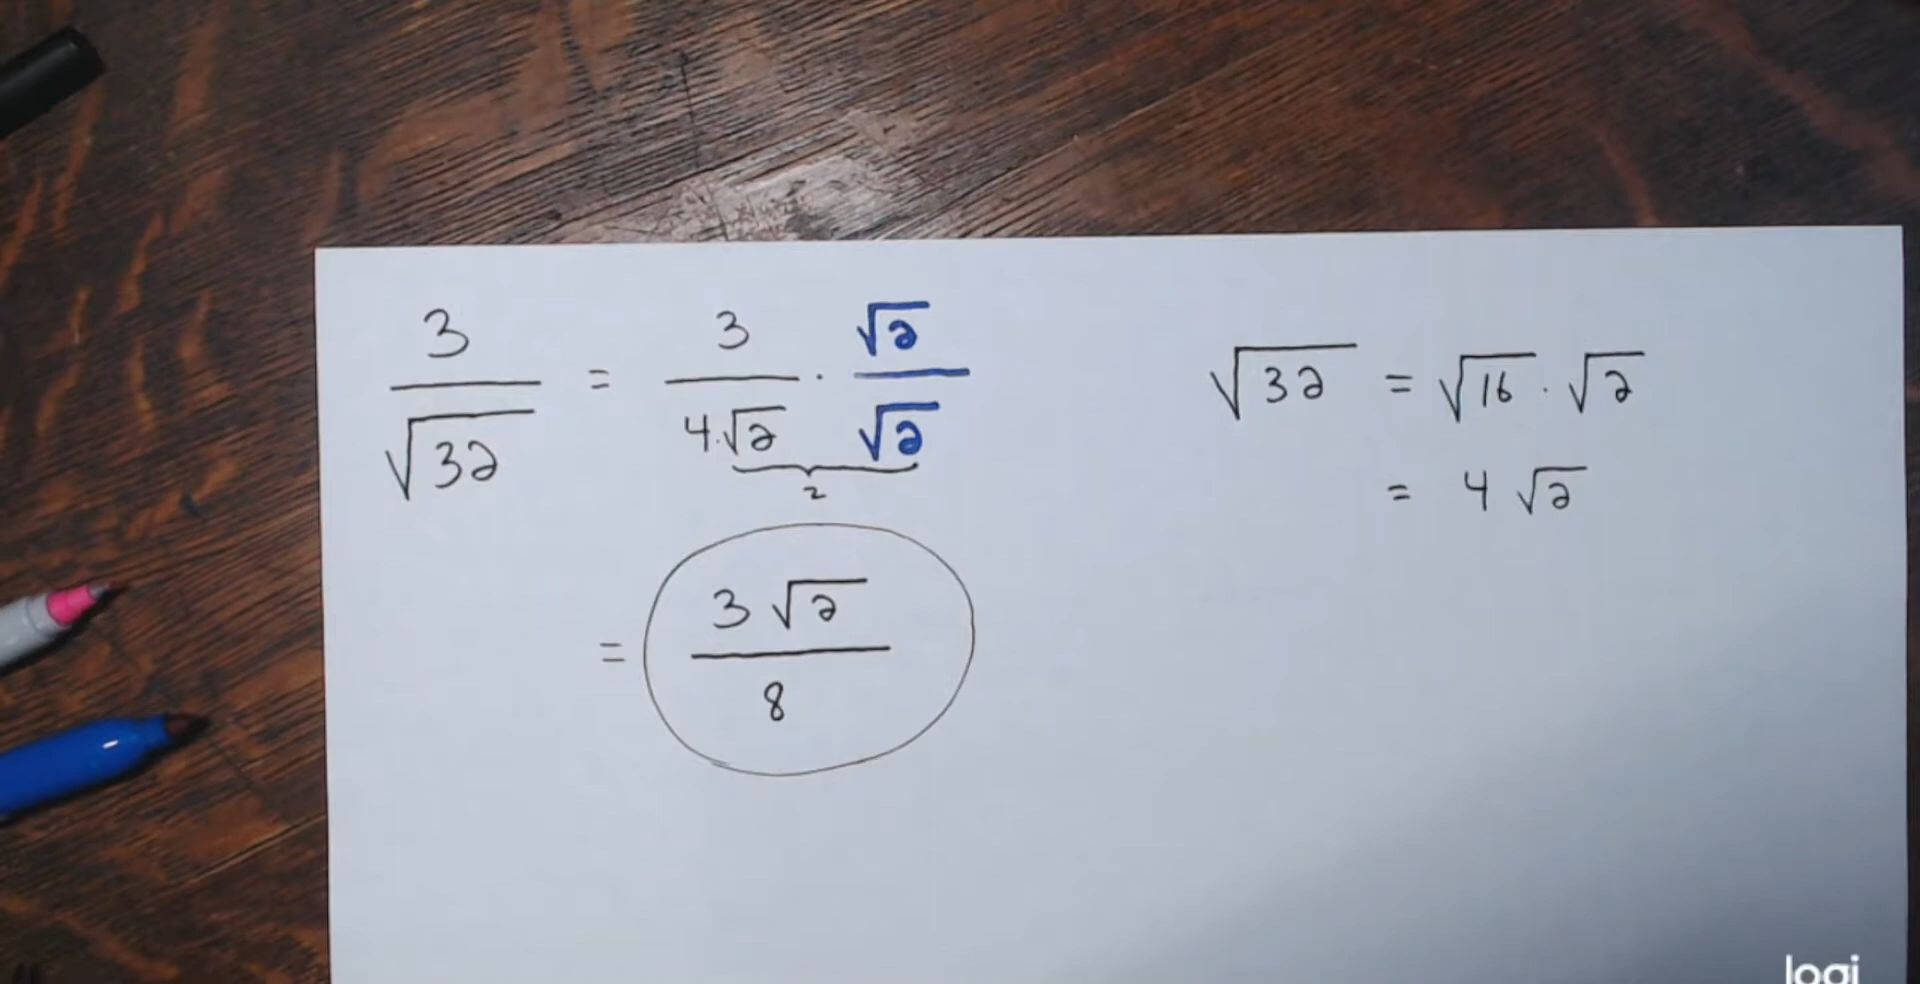 3/√32 = 3/(4·√2) · √2/√2
2
= 3√2/8
√32 = √16 · √2
= 4√2
logi